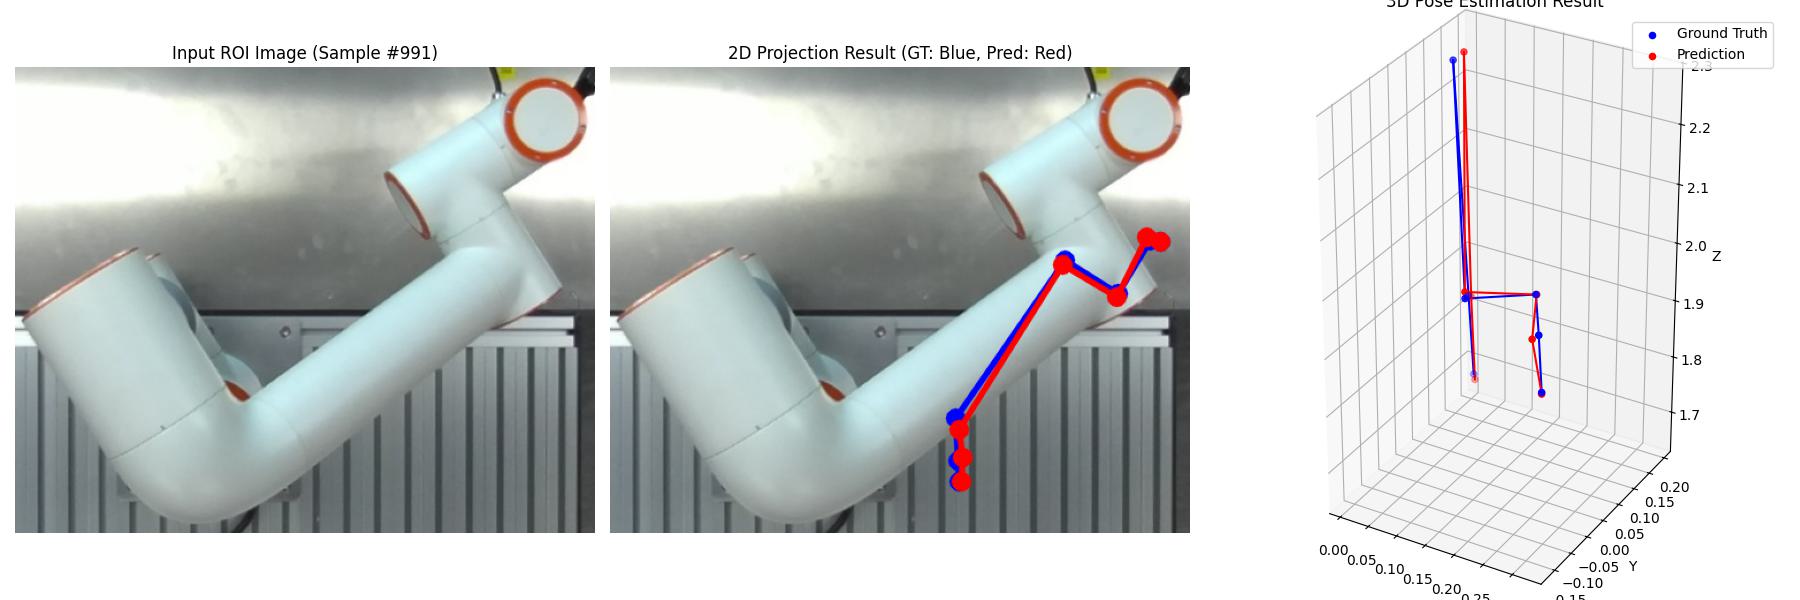 Input ROI Image (Sample #991)
2D Projection Result (GT: Blue, Pred: Red)
3D Pose Estimation Result
Ground Truth
Prediction
2.3
2.2
2.1
2.0
Z
1.9
1.8
1.7
0.20
0.15
0.10
0.05
0.00
−0.05
Y
−0.10
0.00
0.05
0.10
0.15
0.20
0.25